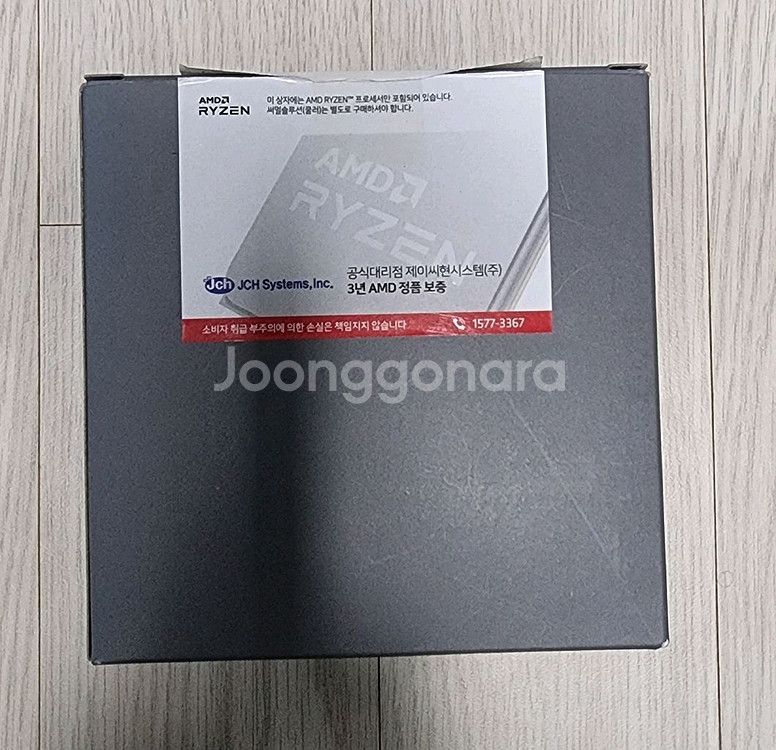 AMD
RYZEN
이 상자에는 AMD RYZEN™ 프로세서만 포함되어 있습니다.
써멀솔루션(쿨러)는 별도로 구매하셔야 합니다.
AMD
RYZEN
Jch JCH Systems, Inc.
공식대리점 제이씨현시스템(주)
3년 AMD 정품 보증
소비자 취급 부주의에 의한 손실은 책임지지 않습니다.
1577-3367
Joonggonara